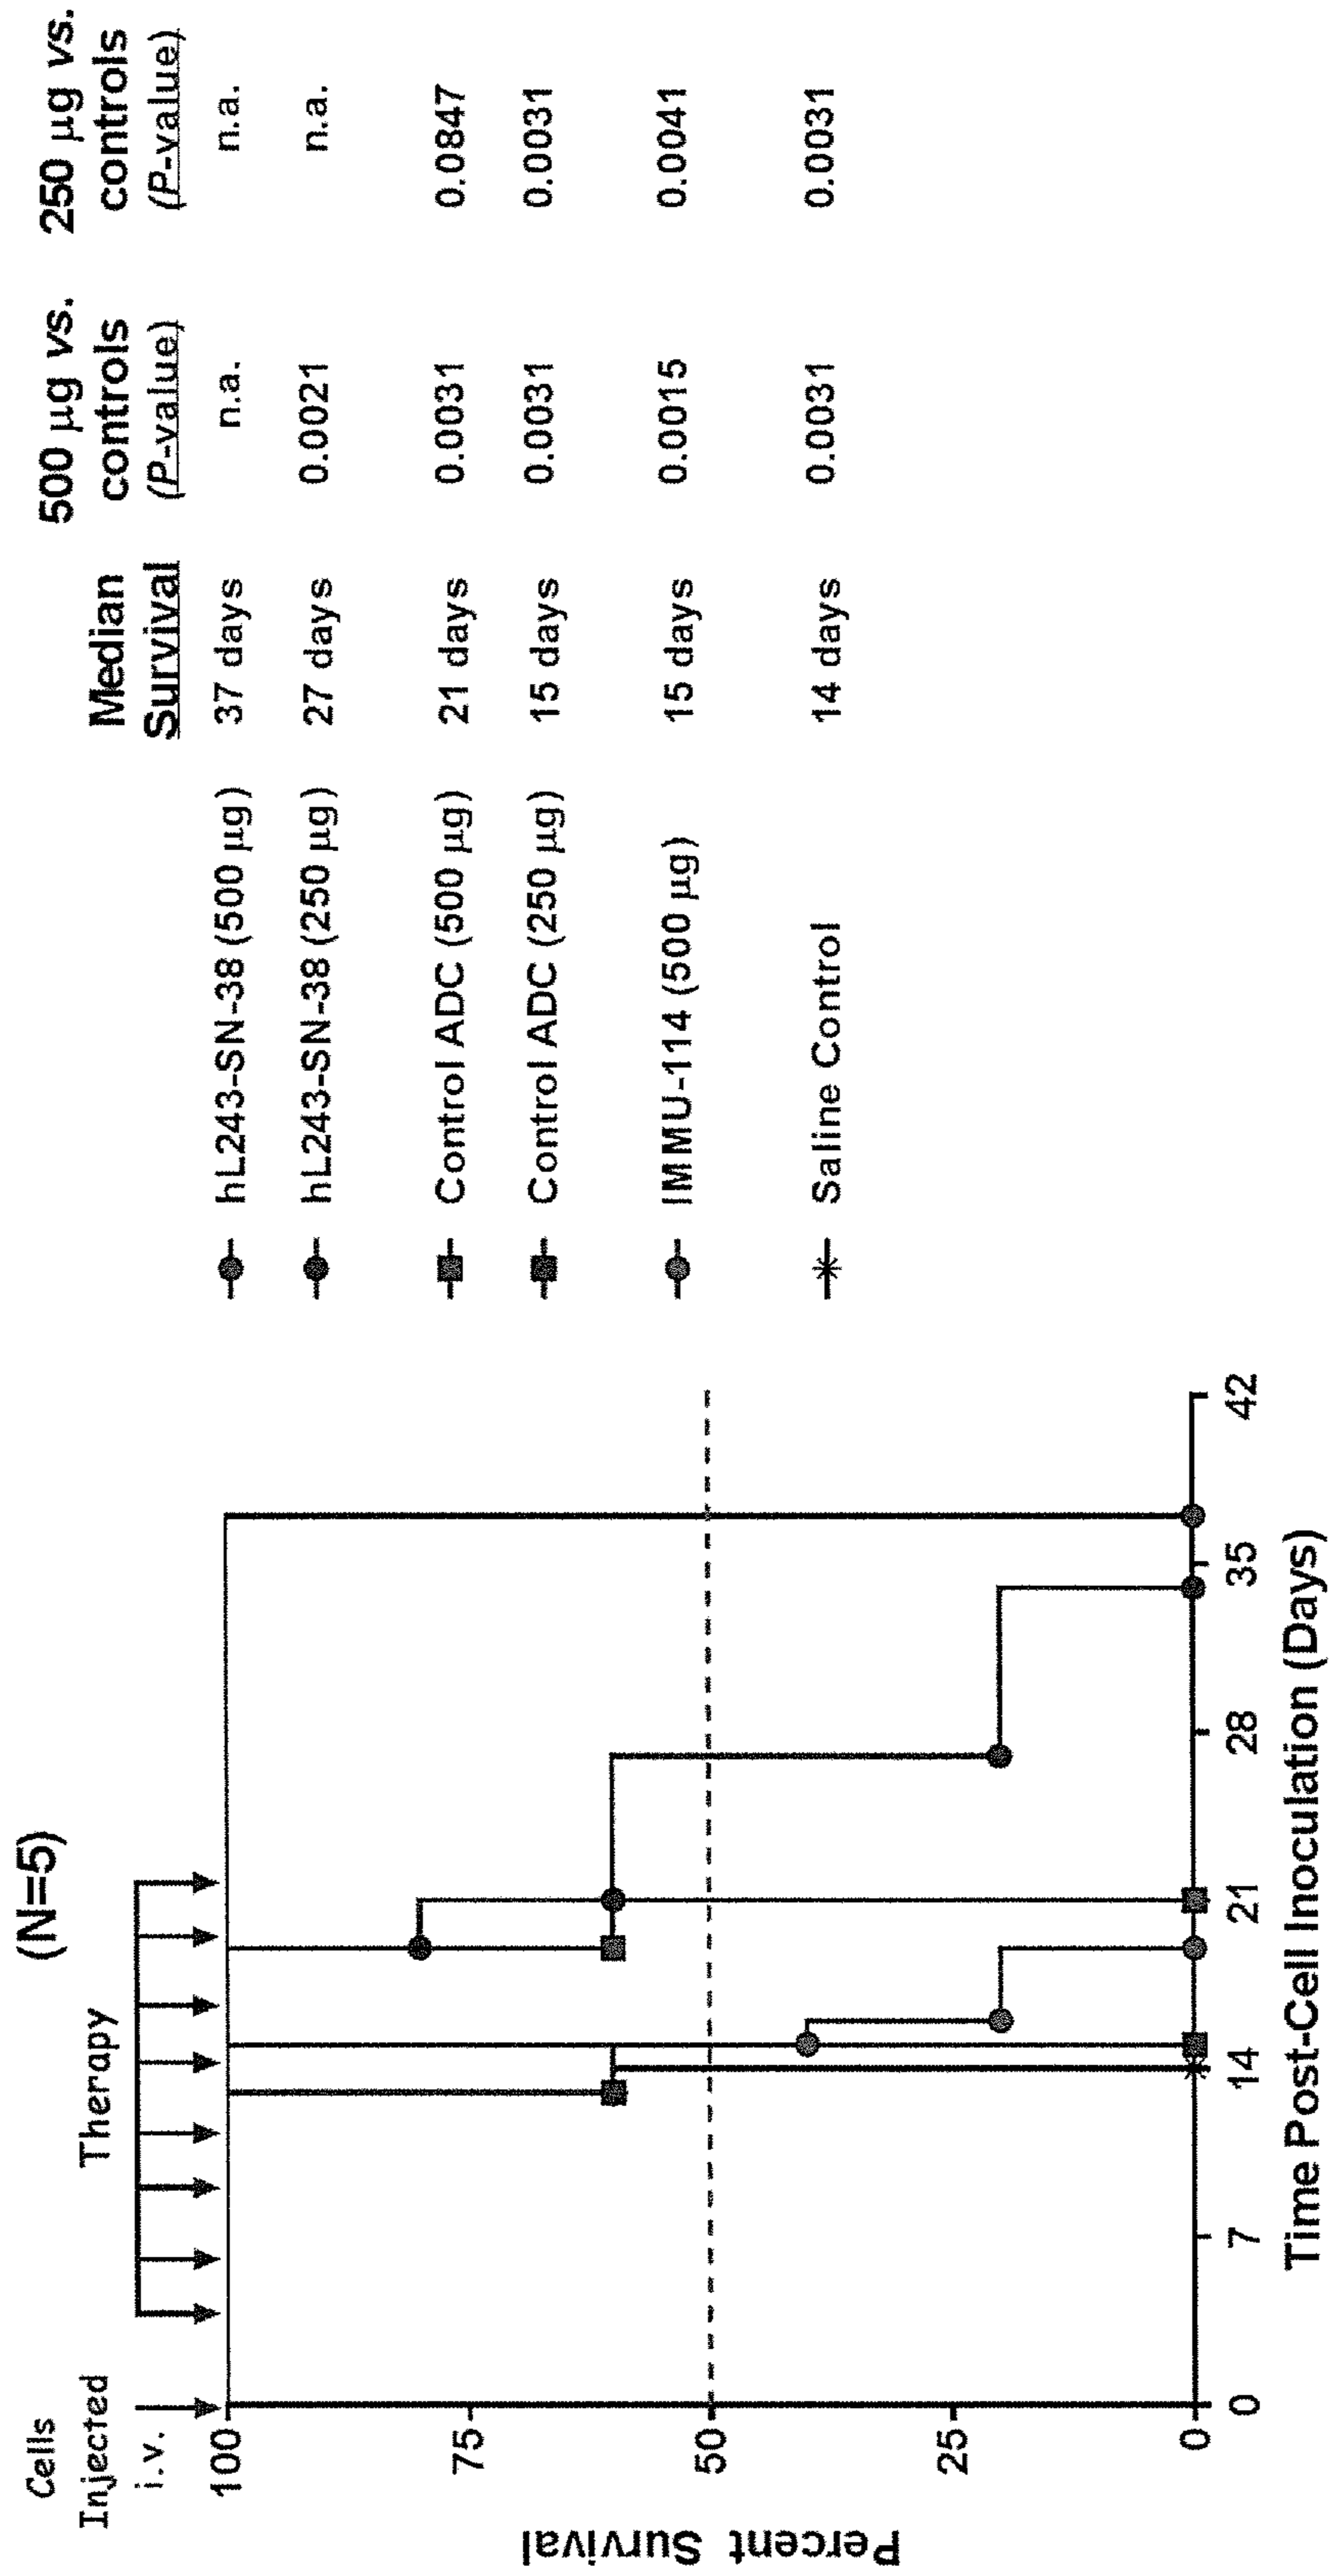 Cells
Injected
i.v.
Therapy
(N=5)
100
75
50
25
0
Percent Survival
0 7 14 21 28 35 42
Time Post-Cell Inoculation (Days)
Median
Survival
500 µg vs.
controls
(P-value)
250 µg vs.
controls
(P-value)
hL243-SN-38 (500 µg) 37 days n.a. n.a.
hL243-SN-38 (250 µg) 27 days 0.0021 n.a.
Control ADC (500 µg) 21 days 0.0031 0.0847
Control ADC (250 µg) 15 days 0.0031 0.0031
IMMU-114 (500 µg) 15 days 0.0015 0.0041
Saline Control 14 days 0.0031 0.0031